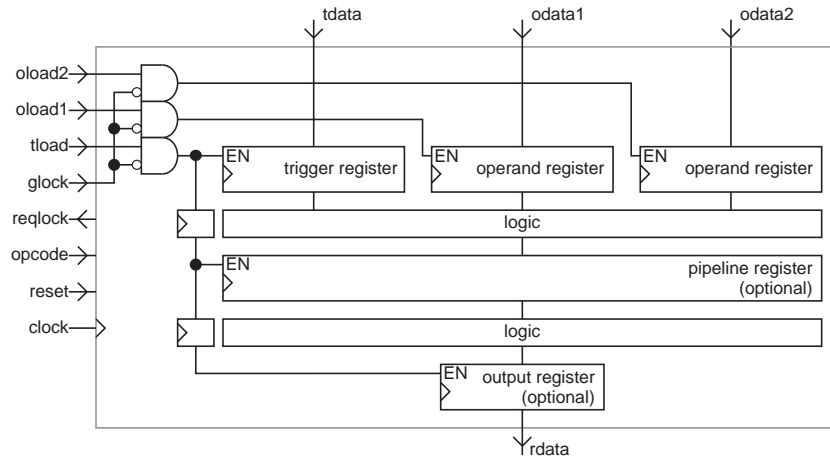 tdata
odata1
odata2
oload2
oload1
tload
glock
reqlock
opcode
reset
clock
EN
trigger register
EN
operand register
EN
operand register
logic
EN
pipeline register
(optional)
logic
EN
output register
(optional)
rdata